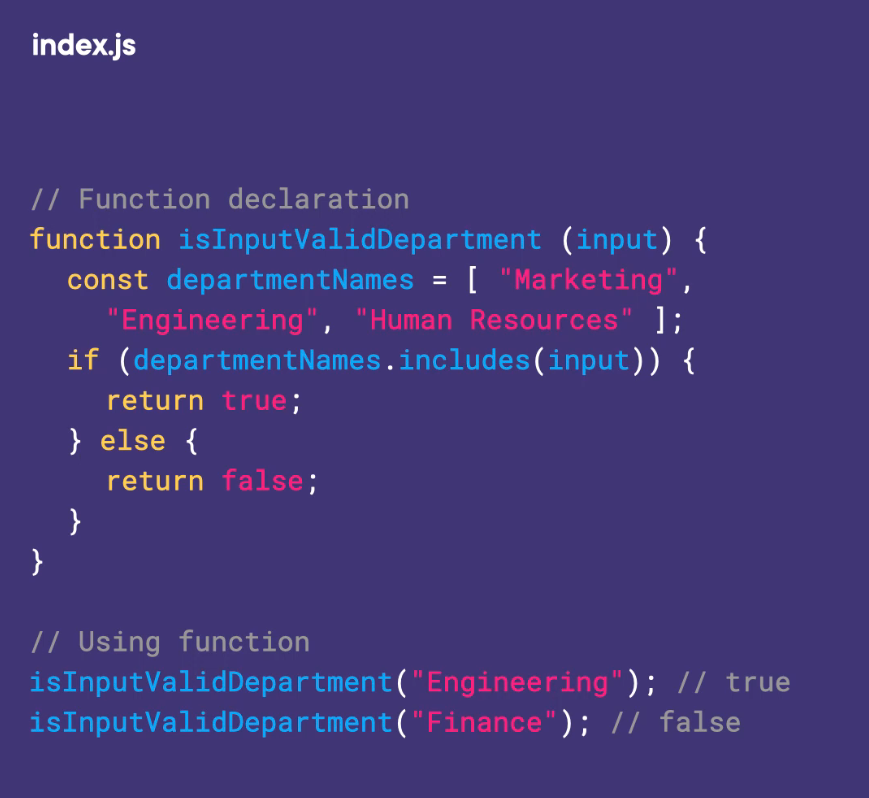 index.js
// Function declaration
function isInputValidDepartment (input) {
const departmentNames = [ "Marketing",
"Engineering", "Human Resources" ];
if (departmentNames.includes(input)) {
return true;
} else {
return false;
}
}
// Using function
isInputValidDepartment("Engineering"); // true
isInputValidDepartment("Finance"); // false